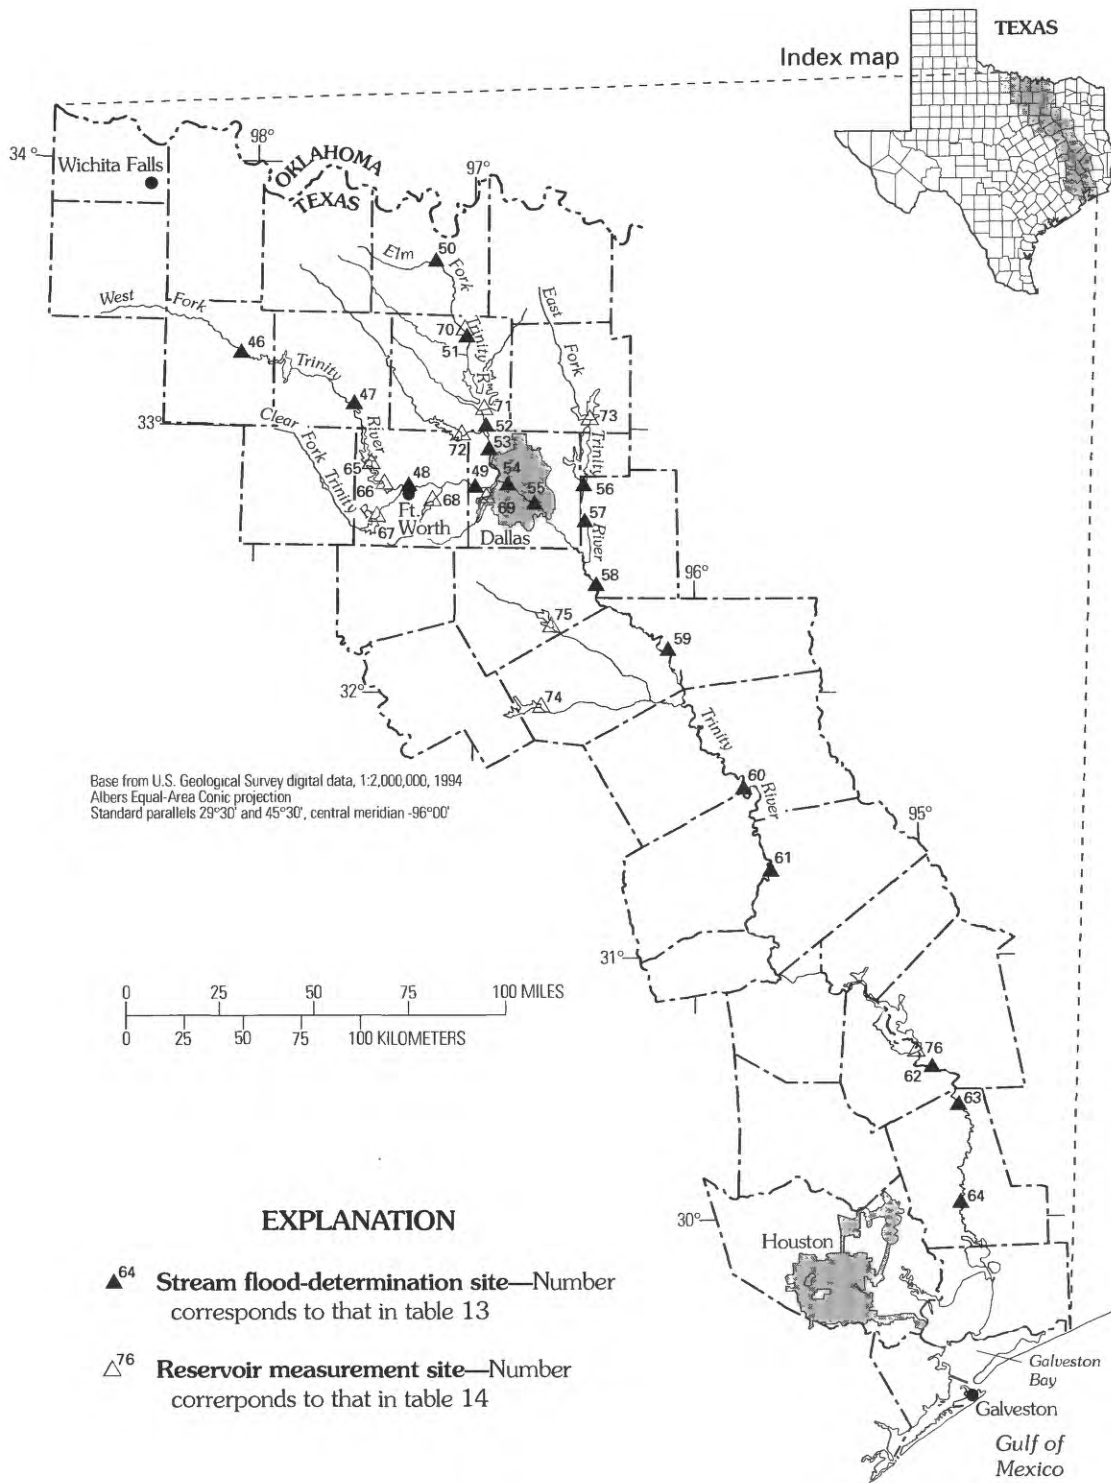 TEXAS
Index map
98°
34°
Wichita Falls
OKLAHOMA
TEXAS
97°
50
Elm
Fork
West
Fork
East
Fork
70
Trinity R
51
46
Trinity
47
River
71
73
33°
Clear
Fork
Trinity
R
52
72
53
Trinity
65
48
49
54
66
68
55
56
69
Ft.
Worth
57
67
Dallas
River
58
96°
75
59
32°
74
Trinity
Base from U.S. Geological Survey digital data, 1:2,000,000, 1994
Albers Equal-Area Conic projection
Standard parallels 29°30' and 45°30', central meridian -96°00'
60
River
95°
61
31°
0 25 50 75 100 MILES
0 25 50 75 100 KILOMETERS
76
62
63
64
30°
Houston
EXPLANATION
64 Stream flood-determination site—Number
corresponds to that in table 13
76 Reservoir measurement site—Number
correrponds to that in table 14
Galveston
Bay
Galveston
Gulf of
Mexico